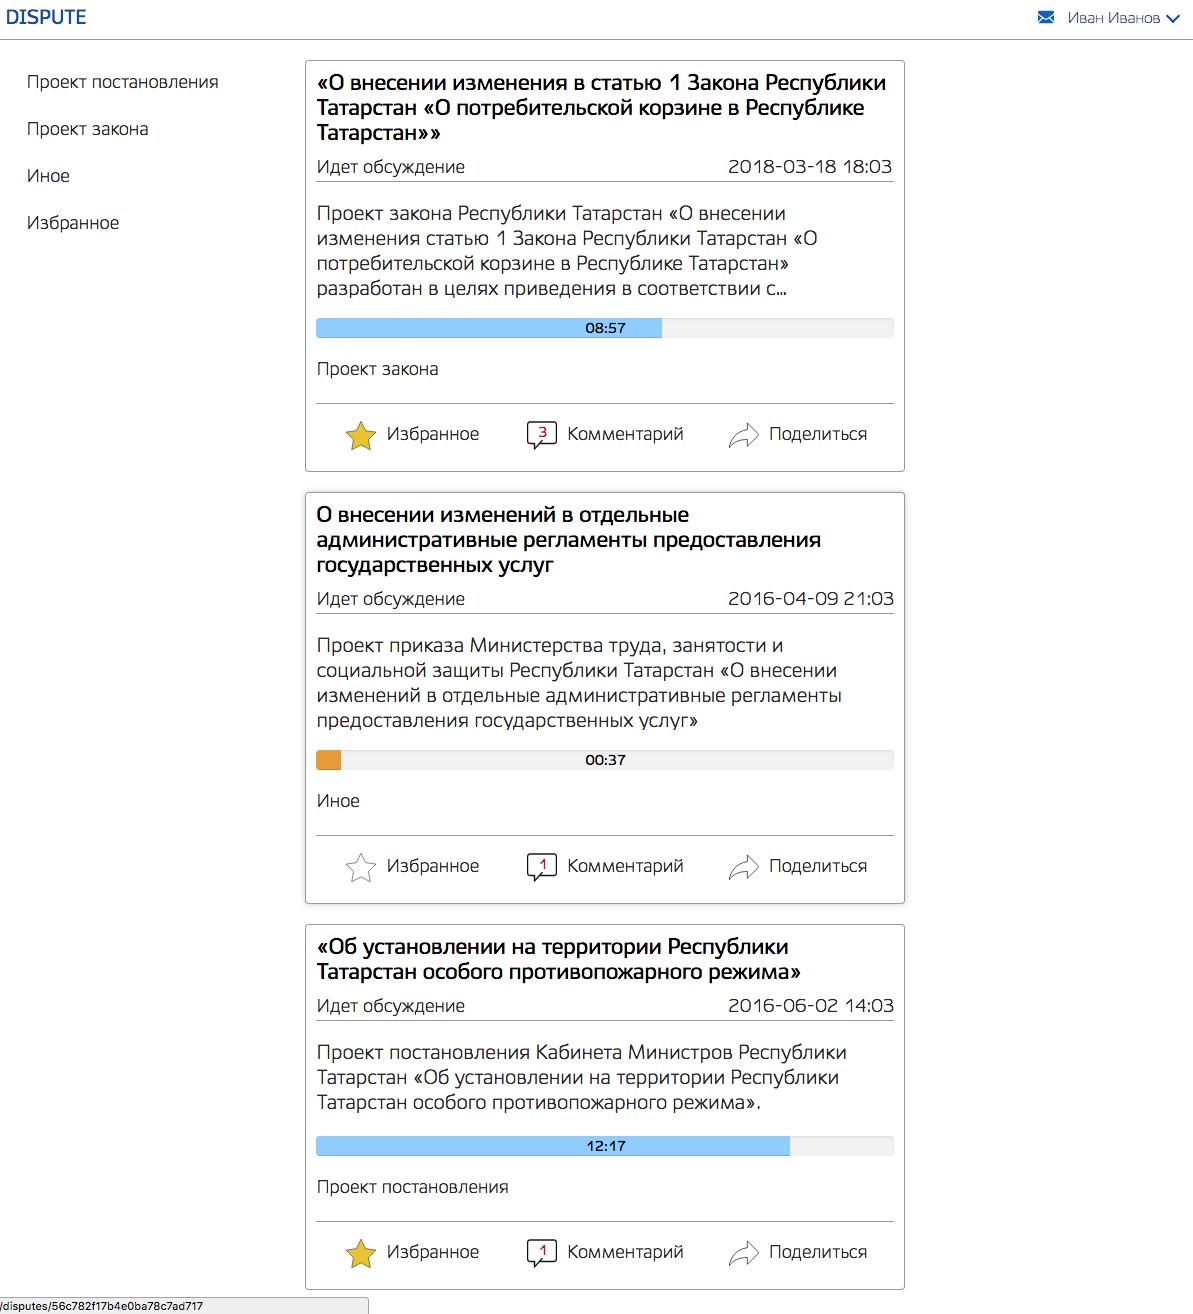 DISPUTE
Иван Иванов
Проект постановления
Проект закона
Иное
Избранное
«О внесении изменения в статью 1 Закона Республики
Татарстан «О потребительской корзине в Республике
Татарстан»»
Идет обсуждение 2018-03-18 18:03
Проект закона Республики Татарстан «О внесении
изменения статью 1 Закона Республики Татарстан «О
потребительской корзине в Республике Татарстан»
разработан в целях приведения в соответствии с...
08:57
Проект закона
Избранное 3 Комментарий Поделиться
О внесении изменений в отдельные
административные регламенты предоставления
государственных услуг
Идет обсуждение 2016-04-09 21:03
Проект приказа Министерства труда, занятости и
социальной защиты Республики Татарстан «О внесении
изменений в отдельные административные регламенты
предоставления государственных услуг»
00:37
Иное
Избранное 1 Комментарий Поделиться
«Об установлении на территории Республики
Татарстан особого противопожарного режима»
Идет обсуждение 2016-06-02 14:03
Проект постановления Кабинета Министров Республики
Татарстан «Об установлении на территории Республики
Татарстан особого противопожарного режима».
12:17
Проект постановления
Избранное 1 Комментарий Поделиться
/disputes/56c782f17b4e0ba78c7ad717